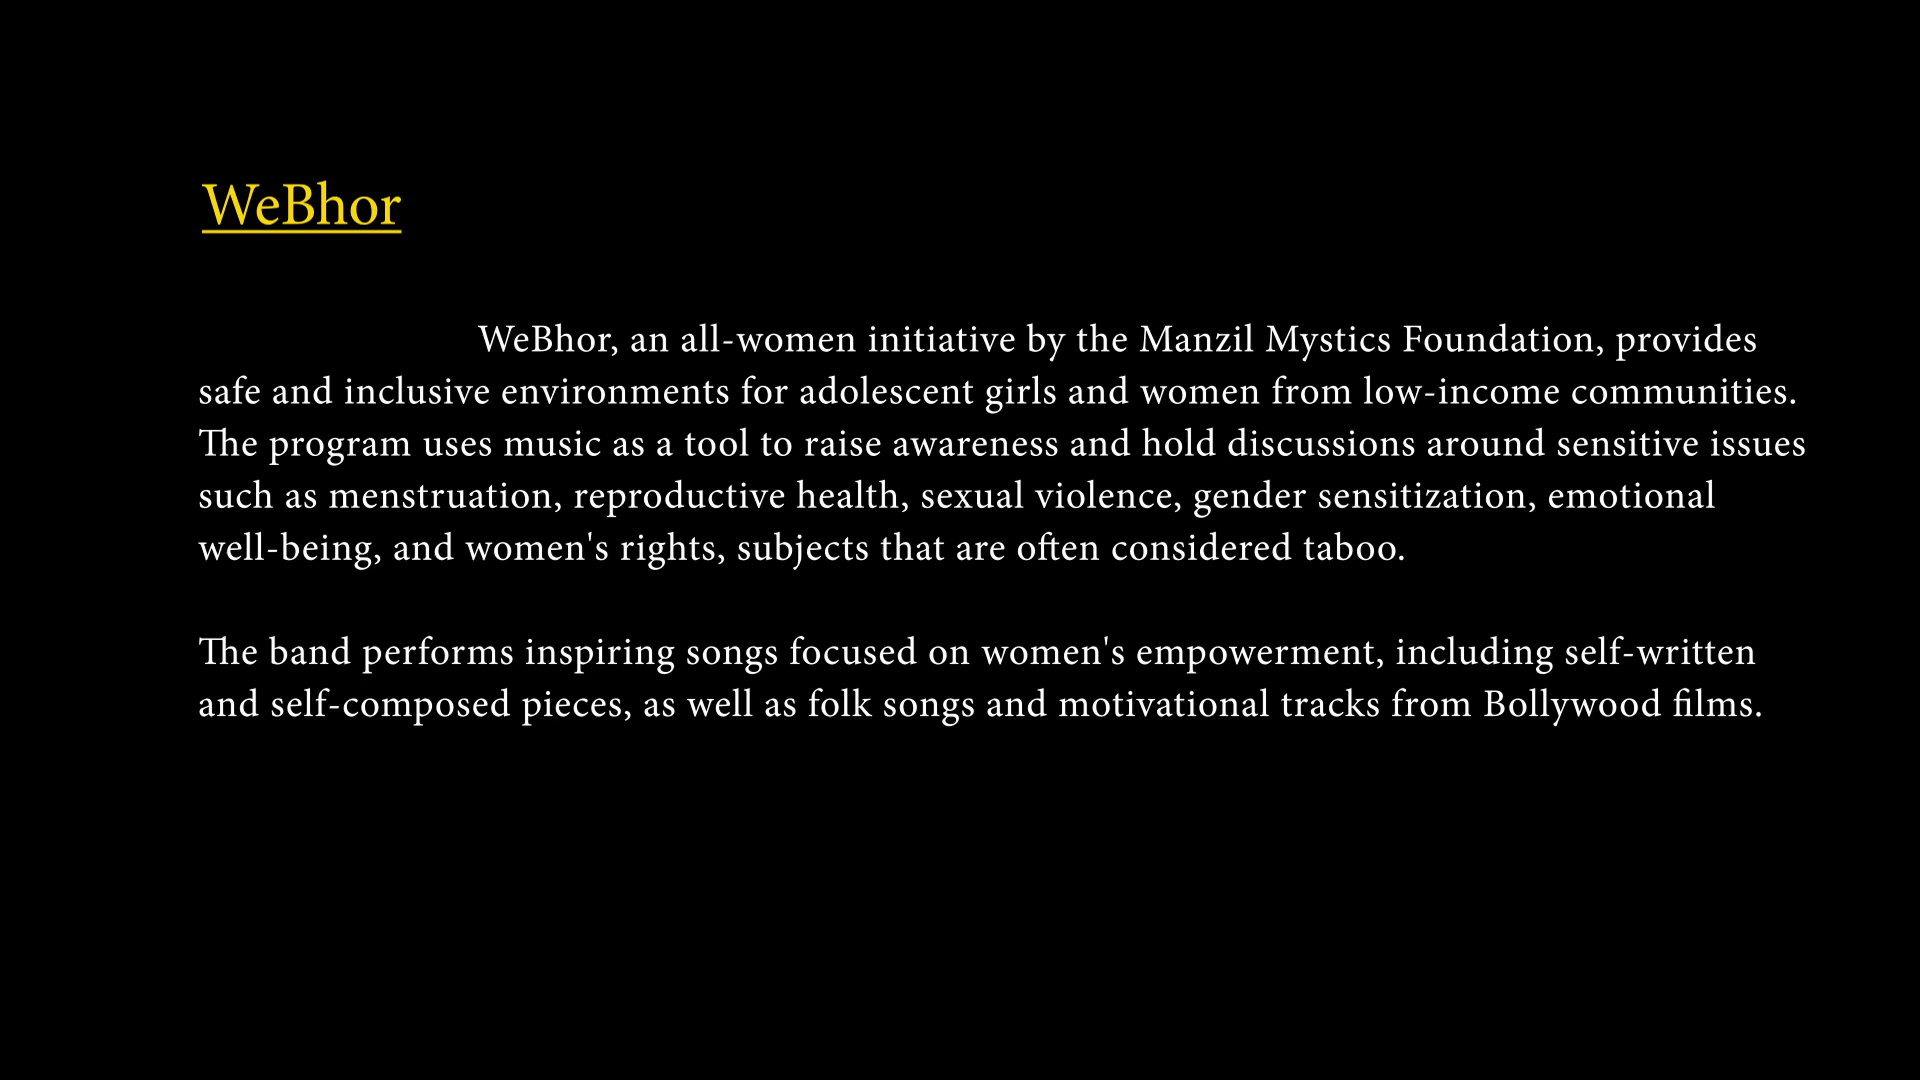 WeBhor
WeBhor, an all-women initiative by the Manzil Mystics Foundation, provides
safe and inclusive environments for adolescent girls and women from low-income communities.
The program uses music as a tool to raise awareness and hold discussions around sensitive issues
such as menstruation, reproductive health, sexual violence, gender sensitization, emotional
well-being, and women's rights, subjects that are often considered taboo.
The band performs inspiring songs focused on women's empowerment, including self-written
and self-composed pieces, as well as folk songs and motivational tracks from Bollywood films.